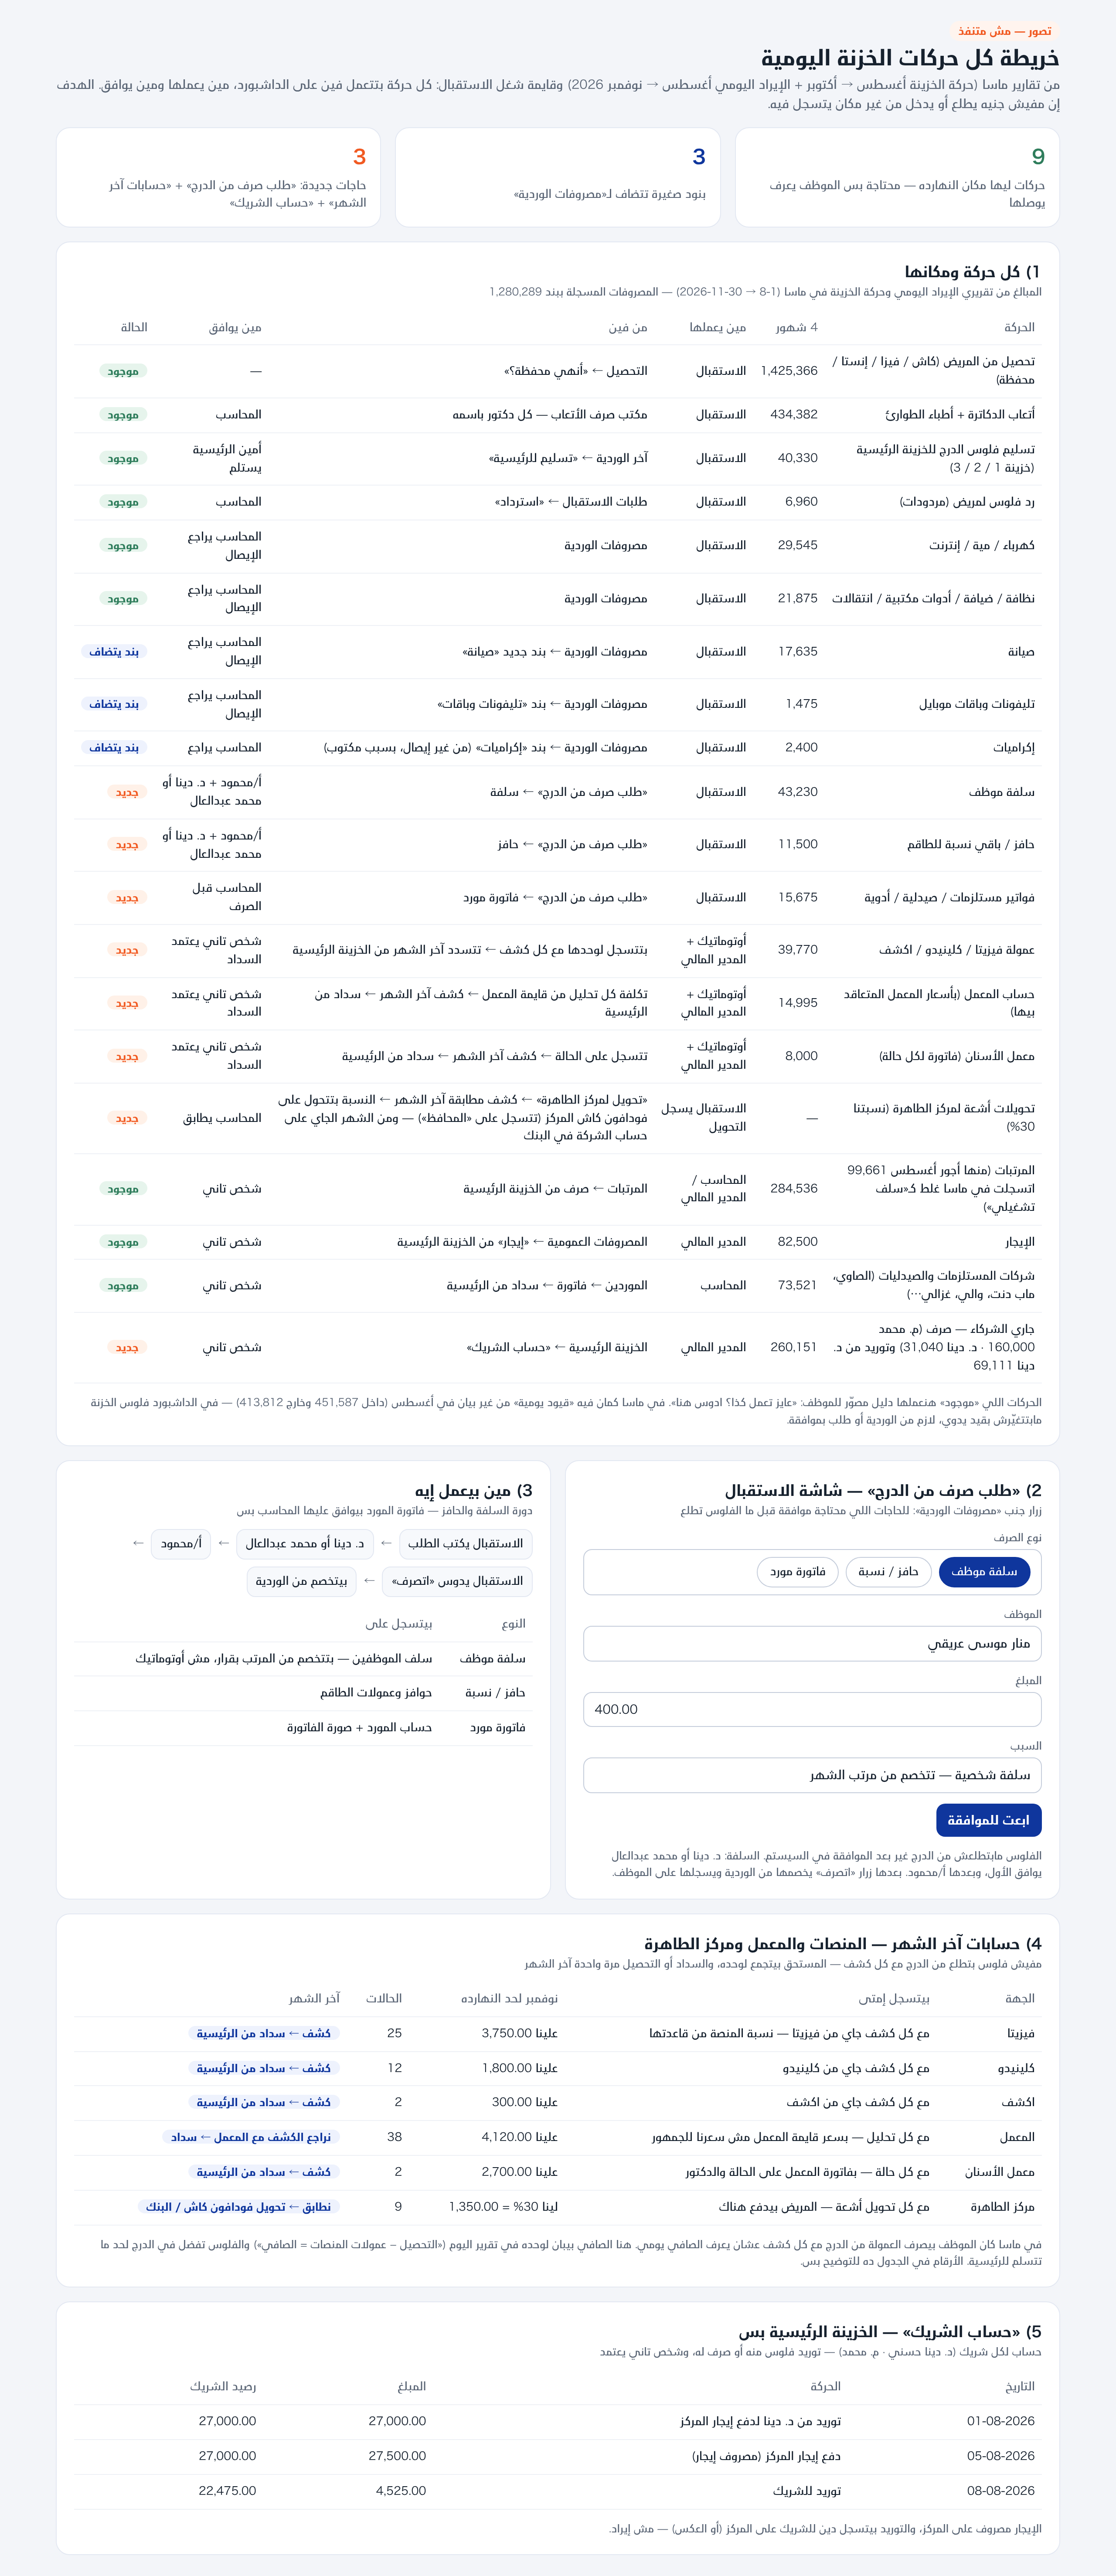 تصور — مش متنفذ
خريطة كل حركات الخزنة اليومية
من تقارير ماسا (حركة الخزينة أغسطس → أكتوبر + الإيراد اليومي أغسطس → نوفمبر 2026) وقايمة شغل الاستقبال: كل حركة بتتعمل فين على الداشبورد، مين يعملها ومين يوافق. الهدف
إن مفيش جنيه يطلع أو يدخل من غير مكان يتسجل فيه.
9
حركات ليها مكان النهارده — محتاجة بس الموظف يعرف
يوصلها
3
بنود صغيرة تتضاف لـ«مصروفات الوردية»
3
حاجات جديدة: «طلب صرف من الدرج» + «حسابات آخر
الشهر» + «حساب الشريك»
1) كل حركة ومكانها
المبالغ من تقريري الإيراد اليومي وحركة الخزينة في ماسا (1-8 → 30-11-2026) — المصروفات المسجلة ببند 1,280,289
الحركة 4 شهور مين يعملها من فين مين يوافق الحالة
تحصيل من المريض (كاش / فيزا / إنستا /
محفظة) 1,425,366 الاستقبال التحصيل ← «أنهي محفظة؟» — موجود
أتعاب الدكاترة + أطباء الطوارئ 434,382 الاستقبال مكتب صرف الأتعاب — كل دكتور باسمه المحاسب موجود
تسليم فلوس الدرج للخزينة الرئيسية
(خزينة 1 / 2 / 3) 40,330 الاستقبال آخر الوردية ← «تسليم للرئيسية» أمين الرئيسية
يستلم موجود
رد فلوس لمريض (مردودات) 6,960 الاستقبال طلبات الاستقبال ← «استرداد» المحاسب موجود
كهرباء / مية / إنترنت 29,545 الاستقبال مصروفات الوردية المحاسب يراجع
الإيصال موجود
نظافة / ضيافة / أدوات مكتبية / انتقالات 21,875 الاستقبال مصروفات الوردية المحاسب يراجع
الإيصال موجود
صيانة 17,635 الاستقبال مصروفات الوردية ← بند جديد «صيانة» المحاسب يراجع
الإيصال بند يتضاف
تليفونات وباقات موبايل 1,475 الاستقبال مصروفات الوردية ← بند «تليفونات وباقات» المحاسب يراجع
الإيصال بند يتضاف
إكراميات 2,400 الاستقبال مصروفات الوردية ← بند «إكراميات» (من غير إيصال، بسبب مكتوب) المحاسب يراجع بند يتضاف
سلفة موظف 43,230 الاستقبال «طلب صرف من الدرج» ← سلفة أ/محمود + د. دينا أو
محمد عبدالعال جديد
حافز / باقي نسبة للطاقم 11,500 الاستقبال «طلب صرف من الدرج» ← حافز أ/محمود + د. دينا أو
محمد عبدالعال جديد
فواتير مستلزمات / صيدلية / أدوية 15,675 الاستقبال «طلب صرف من الدرج» ← فاتورة مورد المحاسب قبل
الصرف جديد
عمولة فيزيتا / كلينيدو / اكشف 39,770 أوتوماتيك +
المدير المالي بتتسجل لوحدها مع كل كشف ← تتسدد آخر الشهر من الخزينة الرئيسية شخص تاني يعتمد
السداد جديد
حساب المعمل (بأسعار المعمل المتعاقد
بيها) 14,995 أوتوماتيك +
المدير المالي تكلفة كل تحليل من قايمة المعمل ← كشف آخر الشهر ← سداد من
الرئيسية شخص تاني يعتمد
السداد جديد
معمل الأسنان (فاتورة لكل حالة) 8,000 أوتوماتيك +
المدير المالي تتسجل على الحالة ← كشف آخر الشهر ← سداد من الرئيسية شخص تاني يعتمد
السداد جديد
تحويلات أشعة لمركز الطاهرة (نسبتنا
30%) — الاستقبال يسجل
التحويل «تحويل لمركز الطاهرة» ← كشف مطابقة آخر الشهر ← النسبة بتتحول على
فودافون كاش المركز (تتسجل على «المحافظ») — ومن الشهر الجاي على
حساب الشركة في البنك المحاسب يطابق جديد
المرتبات (منها أجور أغسطس 99,661
اتسجلت في ماسا غلط كـ«سلف
تشغيلي») 284,536 المحاسب /
المدير المالي المرتبات ← صرف من الخزينة الرئيسية شخص تاني موجود
الإيجار 82,500 المدير المالي المصروفات العمومية ← «إيجار» من الخزينة الرئيسية شخص تاني موجود
شركات المستلزمات والصيدليات (الصاوي،
ماب دنت، والي، غزالي…) 73,521 المحاسب الموردين ← فاتورة ← سداد من الرئيسية شخص تاني موجود
جاري الشركاء — صرف (م. محمد
160,000 · د. دينا 31,040) وتوريد من د.
دينا 69,111 260,151 المدير المالي الخزينة الرئيسية ← «حساب الشريك» شخص تاني جديد
الحركات اللي «موجود» هنعملها دليل مصوّر للموظف: «عايز تعمل كذا؟ ادوس هنا». في ماسا كمان فيه «قيود يومية» من غير بيان في أغسطس (داخل 451,587 وخارج 413,812) — في الداشبورد فلوس الخزنة
مابتتغيّرش بقيد يدوي، لازم من الوردية أو طلب بموافقة.
2) «طلب صرف من الدرج» — شاشة الاستقبال
زرار جنب «مصروفات الوردية»: للحاجات اللي محتاجة موافقة قبل ما الفلوس تطلع
نوع الصرف
سلفة موظف حافز / نسبة فاتورة مورد
الموظف
منار موسى عريقي
المبلغ
400.00
السبب
سلفة شخصية — تتخصم من مرتب الشهر
ابعت للموافقة
الفلوس مابتطلعش من الدرج غير بعد الموافقة في السيستم. السلفة: د. دينا أو محمد عبدالعال
يوافق الأول، وبعدها أ/محمود. بعدها زرار «اتصرف» يخصمها من الوردية ويسجلها على الموظف.
3) مين بيعمل إيه
دورة السلفة والحافز — فاتورة المورد بيوافق عليها المحاسب بس
الاستقبال يكتب الطلب ← د. دينا أو محمد عبدالعال ← أ/محمود ←
الاستقبال يدوس «اتصرف» ← بيتخصم من الوردية
النوع بيتسجل على
سلفة موظف سلف الموظفين — بتتخصم من المرتب بقرار، مش أوتوماتيك
حافز / نسبة حوافز وعمولات الطاقم
فاتورة مورد حساب المورد + صورة الفاتورة
4) حسابات آخر الشهر — المنصات والمعمل ومركز الطاهرة
مفيش فلوس بتطلع من الدرج مع كل كشف — المستحق بيتجمع لوحده، والسداد أو التحصيل مرة واحدة آخر الشهر
الجهة بيتسجل إمتى نوفمبر لحد النهارده الحالات آخر الشهر
فيزيتا مع كل كشف جاي من فيزيتا — نسبة المنصة من قاعدتها علينا 3,750.00 25 كشف ← سداد من الرئيسية
كلينيدو مع كل كشف جاي من كلينيدو علينا 1,800.00 12 كشف ← سداد من الرئيسية
اكشف مع كل كشف جاي من اكشف علينا 300.00 2 كشف ← سداد من الرئيسية
المعمل مع كل تحليل — بسعر قايمة المعمل مش سعرنا للجمهور علينا 4,120.00 38 نراجع الكشف مع المعمل ← سداد
معمل الأسنان مع كل حالة — بفاتورة المعمل على الحالة والدكتور علينا 2,700.00 2 كشف ← سداد من الرئيسية
مركز الطاهرة مع كل تحويل أشعة — المريض بيدفع هناك لينا 30% = 1,350.00 9 نطابق ← تحويل فودافون كاش / البنك
في ماسا كان الموظف بيصرف العمولة من الدرج مع كل كشف عشان يعرف الصافي يومي. هنا الصافي بيبان لوحده في تقرير اليوم («التحصيل − عمولات المنصات = الصافي») والفلوس تفضل في الدرج لحد ما
تتسلم للرئيسية. الأرقام في الجدول ده للتوضيح بس.
5) «حساب الشريك» — الخزينة الرئيسية بس
حساب لكل شريك (د. دينا حسني · م. محمد) — توريد فلوس منه أو صرف له، وشخص تاني يعتمد
التاريخ الحركة المبلغ رصيد الشريك
01-08-2026 توريد من د. دينا لدفع إيجار المركز 27,000.00 27,000.00
05-08-2026 دفع إيجار المركز (مصروف إيجار) 27,500.00 27,000.00
08-08-2026 توريد للشريك 4,525.00 22,475.00
الإيجار مصروف على المركز، والتوريد بيتسجل دين للشريك على المركز (أو العكس) — مش إيراد.